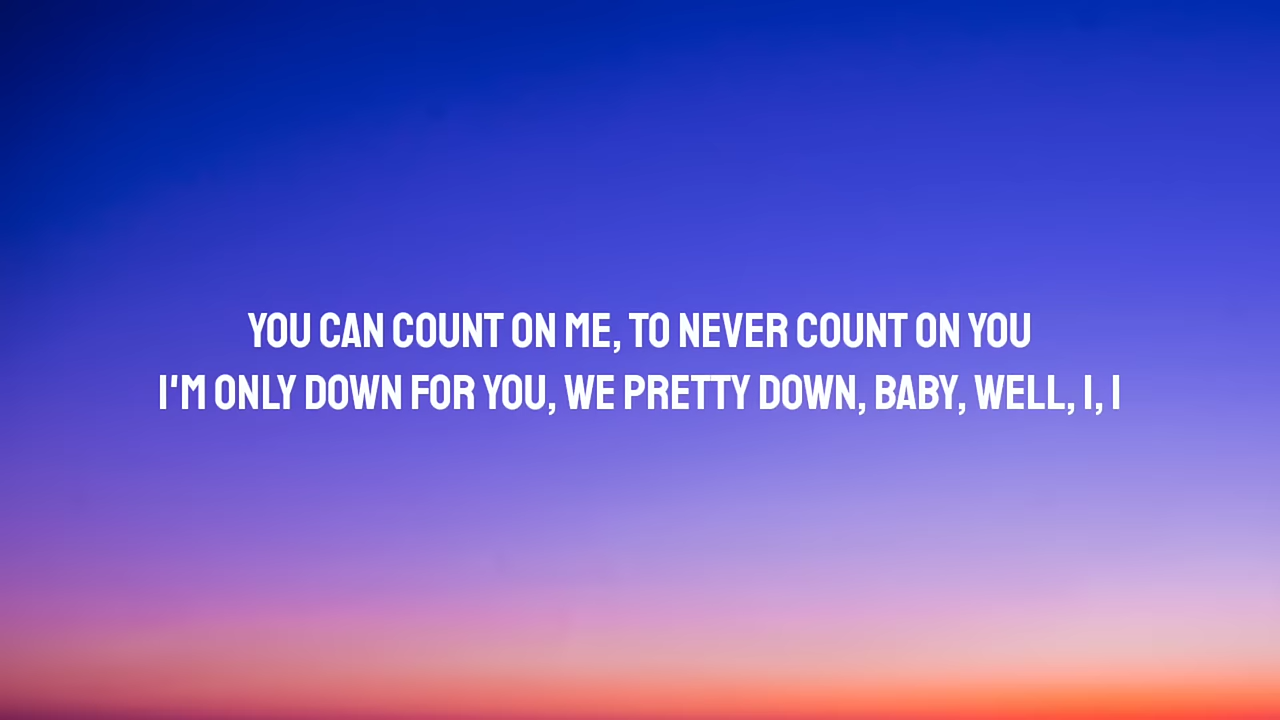 YOU CAN COUNT ON ME, TO NEVER COUNT ON YOU
I'M ONLY DOWN FOR YOU, WE PRETTY DOWN, BABY, WELL, I, I